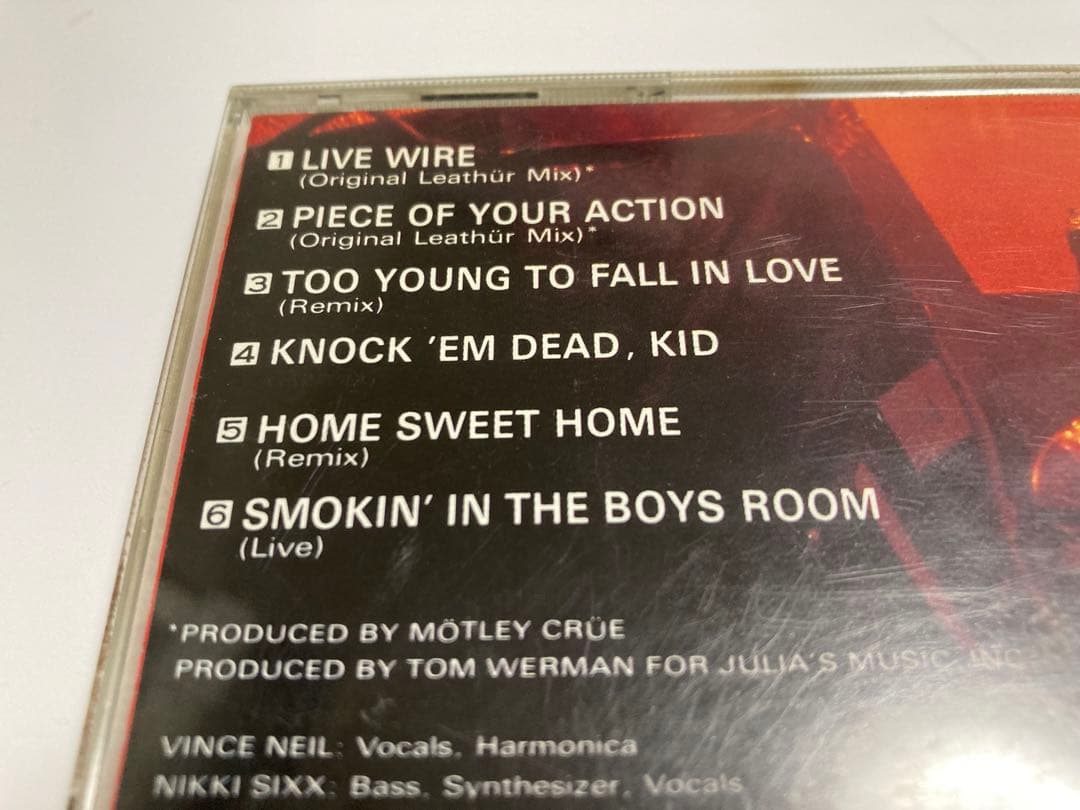 1 LIVE WIRE
(Original Leathür Mix)*
2 PIECE OF YOUR ACTION
(Original Leathür Mix)*
3 TOO YOUNG TO FALL IN LOVE
(Remix)
4 KNOCK 'EM DEAD, KID
5 HOME SWEET HOME
(Remix)
6 SMOKIN' IN THE BOYS ROOM
(Live)
*PRODUCED BY MÖTLEY CRÜE
PRODUCED BY TOM WERMAN FOR JULIA'S MUSIC, INC
VINCE NEIL: Vocals, Harmonica
NIKKI SIXX: Bass, Synthesizer, Vocals